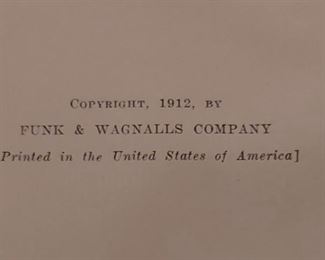 COPYRIGHT, 1912, BY
FUNK & WAGNALLS COMPANY
Printed in the United States of America]